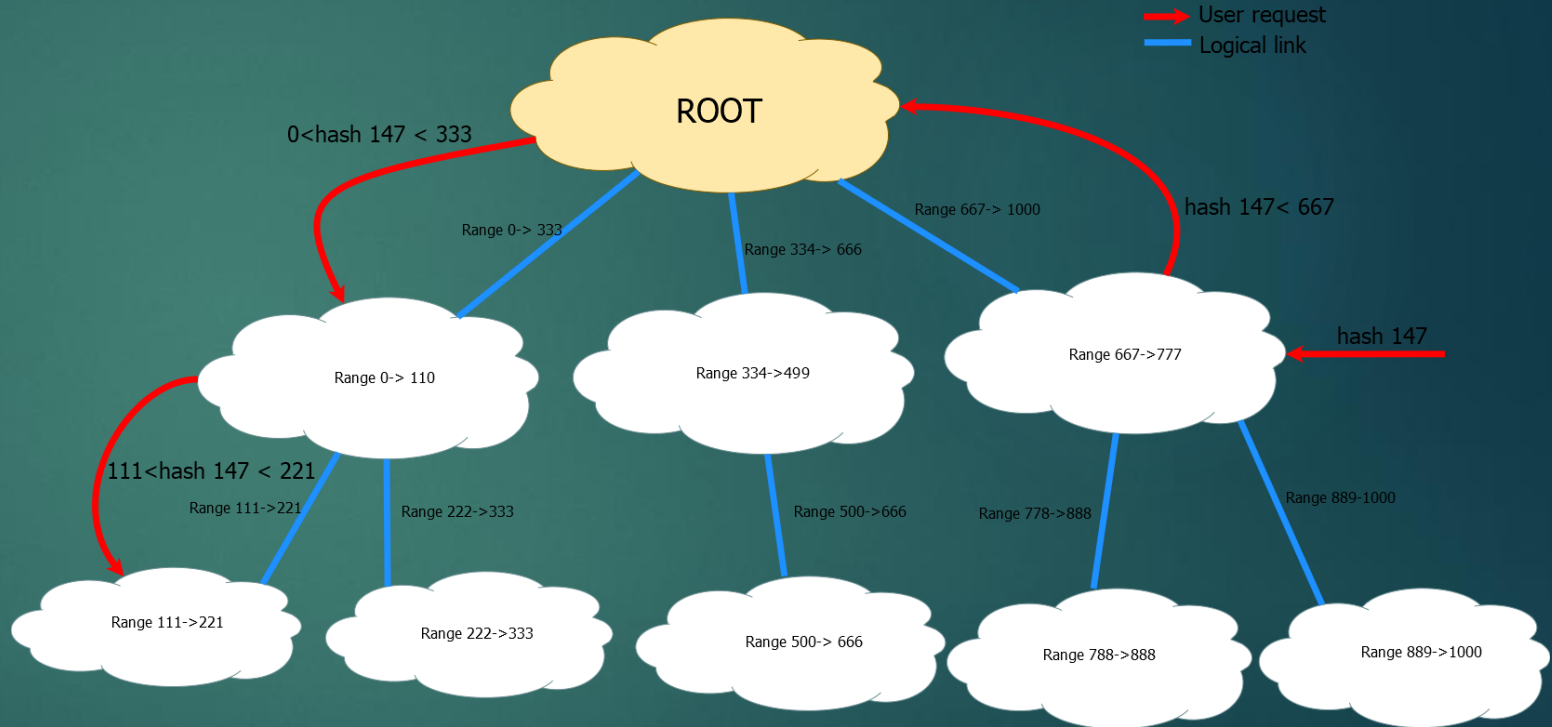 User request
Logical link
ROOT
0<hash 147 < 333
hash 147< 667
Range 0-> 333
Range 334-> 666
Range 667-> 1000
hash 147
Range 0-> 110
Range 334->499
Range 667->777
111<hash 147 < 221
Range 111->221
Range 222->333
Range 500->666
Range 778->888
Range 889-1000
Range 111->221
Range 222->333
Range 500-> 666
Range 788->888
Range 889->1000